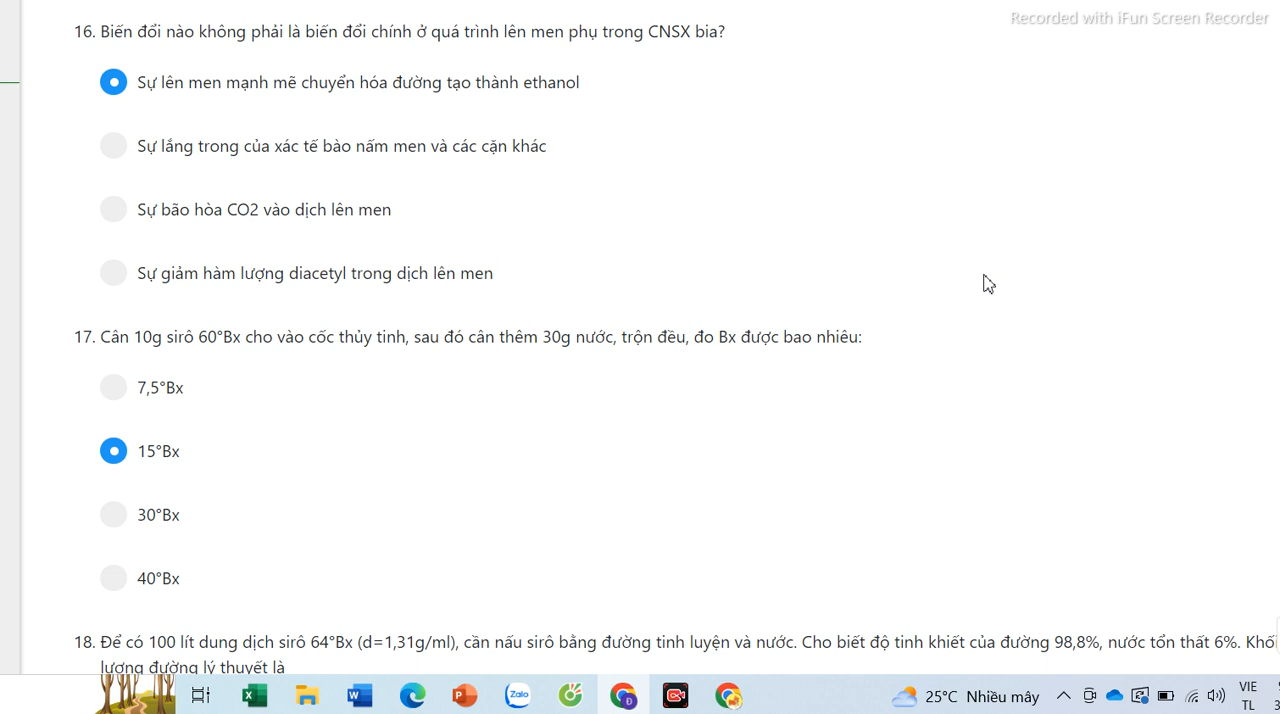 Recorded with iFun Screen Recorder
16. Biến đổi nào không phải là biến đổi chính ở quá trình lên men phụ trong CNSX bia?
Sự lên men mạnh mẽ chuyển hóa đường tạo thành ethanol
Sự lắng trong của xác tế bào nấm men và các cặn khác
Sự bão hòa CO2 vào dịch lên men
Sự giảm hàm lượng diacetyl trong dịch lên men
17. Cân 10g sirô 60°Bx cho vào cốc thủy tinh, sau đó cân thêm 30g nước, trộn đều, đo Bx được bao nhiêu:
7,5°Bx
15°Bx
30°Bx
40°Bx
18. Để có 100 lít dung dịch sirô 64°Bx (d=1,31g/ml), cần nấu sirô bằng đường tinh luyện và nước. Cho biết độ tinh khiết của đường 98,8%, nước tổn thất 6%. Khối
lượng đường lý thuyết là
Zalo
25°C Nhiều mây
VIE
TL